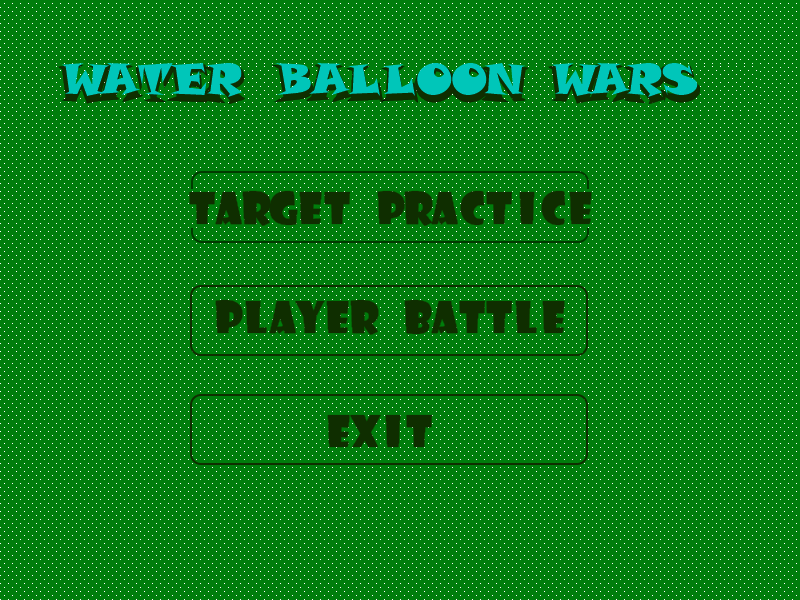 WATER BALLOON WARS
TARGET PRACTICE
PLAYER BATTLE
EXIT